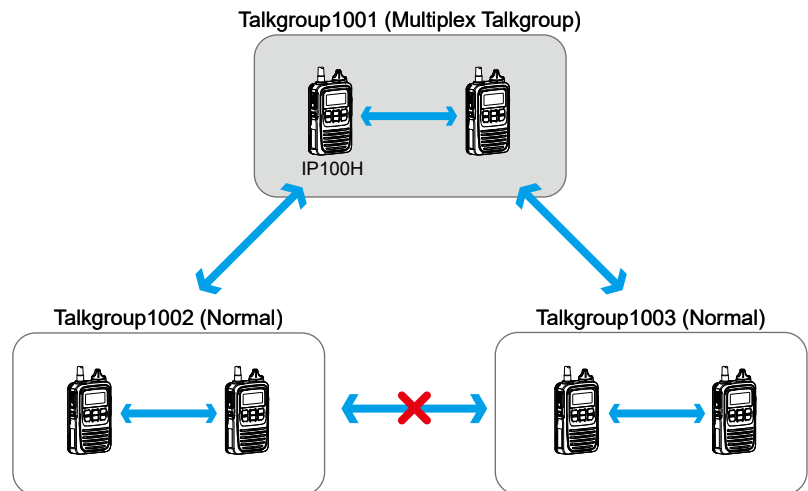 Talkgroup1001 (Multiplex Talkgroup)
IP100H
Talkgroup1002 (Normal)
Talkgroup1003 (Normal)